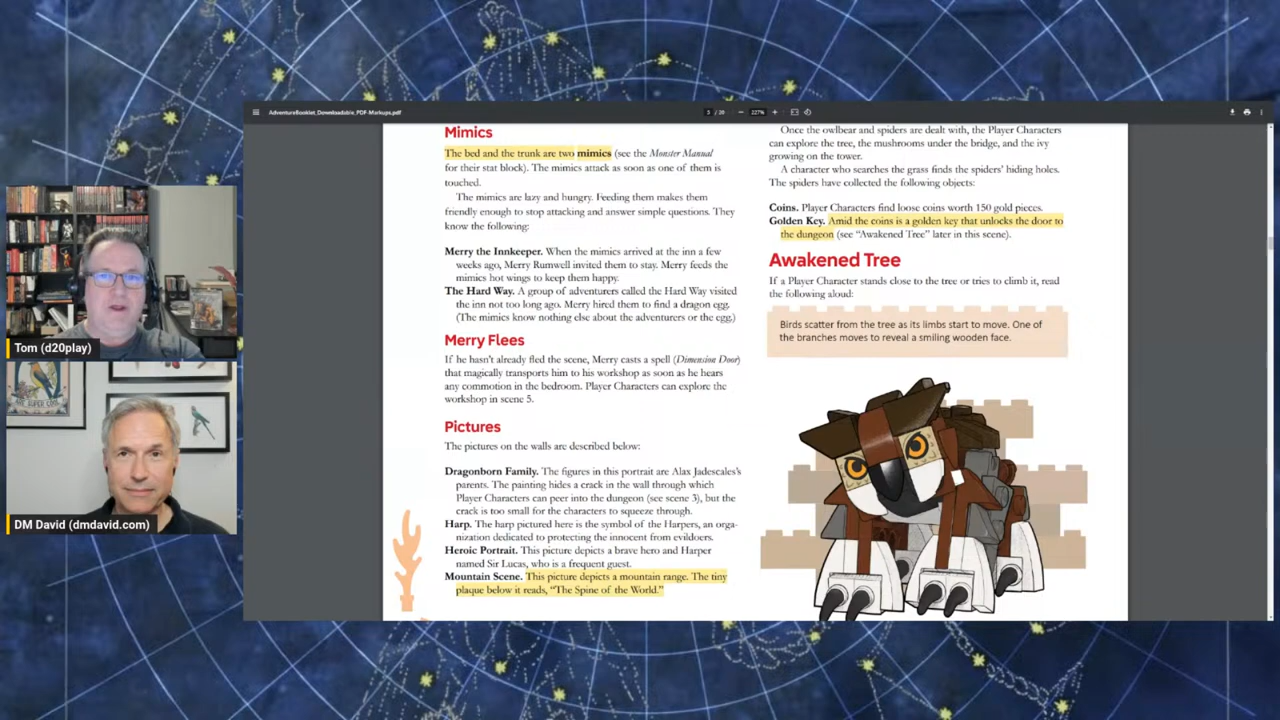 AdventureBooklet_Downloadable_PDF-Markups.pdf
5 / 20
227%
Mimics
The bed and the trunk are two mimics (see the Monster Manual
for their stat block). The mimics attack as soon as one of them is
touched.
The mimics are lazy and hungry. Feeding them makes them
friendly enough to stop attacking and answer simple questions. They
know the following:
Merry the Innkeeper. When the mimics arrived at the inn a few
weeks ago, Merry Rumwell invited them to stay. Merry feeds the
mimics hot wings to keep them happy.
The Hard Way. A group of adventurers called the Hard Way visited
the inn not too long ago. Merry hired them to find a dragon egg.
(The mimics know nothing else about the adventurers or the egg.)
Merry Flees
If he hasn't already fled the scene, Merry casts a spell (Dimension Door)
that magically transports him to his workshop as soon as he hears
any commotion in the bedroom. Player Characters can explore the
workshop in scene 5.
Pictures
The pictures on the walls are described below:
Dragonborn Family. The figures in this portrait are Alax Jadescales's
parents. The painting hides a crack in the wall through which
Player Characters can peer into the dungeon (see scene 3), but the
crack is too small for the characters to squeeze through.
Harp. The harp pictured here is the symbol of the Harpers, an orga-
nization dedicated to protecting the innocent from evildoers.
Heroic Portrait. This picture depicts a brave hero and Harper
named Sir Lucas, who is a frequent guest.
Mountain Scene. This picture depicts a mountain range. The tiny
plaque below it reads, “The Spine of the World.”
Once the owlbear and spiders are dealt with, the Player Characters
can explore the tree, the mushrooms under the bridge, and the ivy
growing on the tower.
A character who searches the grass finds the spiders' hiding holes.
The spiders have collected the following objects:
Coins. Player Characters find loose coins worth 150 gold pieces.
Golden Key. Amid the coins is a golden key that unlocks the door to
the dungeon (see “Awakened Tree” later in this scene).
Awakened Tree
If a Player Character stands close to the tree or tries to climb it, read
the following aloud:
Birds scatter from the tree as its limbs start to move. One of
the branches moves to reveal a smiling wooden face.
Tom (d20play)
DM David (dmdavid.com)